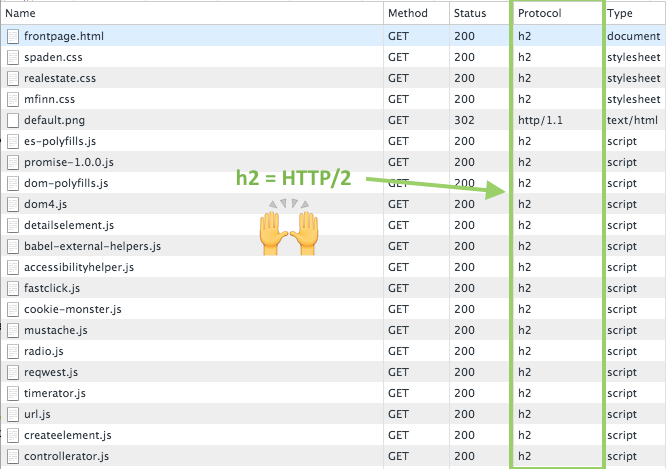 Name Method Status Protocol Type
frontpage.html GET 200 h2 document
spaden.css GET 200 h2 stylesheet
realestate.css GET 200 h2 stylesheet
mfinn.css GET 200 h2 stylesheet
default.png GET 302 http/1.1 text/html
es-polyfills.js GET 200 h2 script
promise-1.0.0.js GET 200 h2 script
dom-polyfills.js GET 200 h2 script
h2 = HTTP/2
dom4.js GET 200 h2 script
detailselement.js GET 200 h2 script
babel-external-helpers.js GET 200 h2 script
accessibilityhelper.js GET 200 h2 script
fastclick.js GET 200 h2 script
cookie-monster.js GET 200 h2 script
mustache.js GET 200 h2 script
radio.js GET 200 h2 script
reqwest.js GET 200 h2 script
timerator.js GET 200 h2 script
url.js GET 200 h2 script
createelement.js GET 200 h2 script
controllerator.js GET 200 h2 script